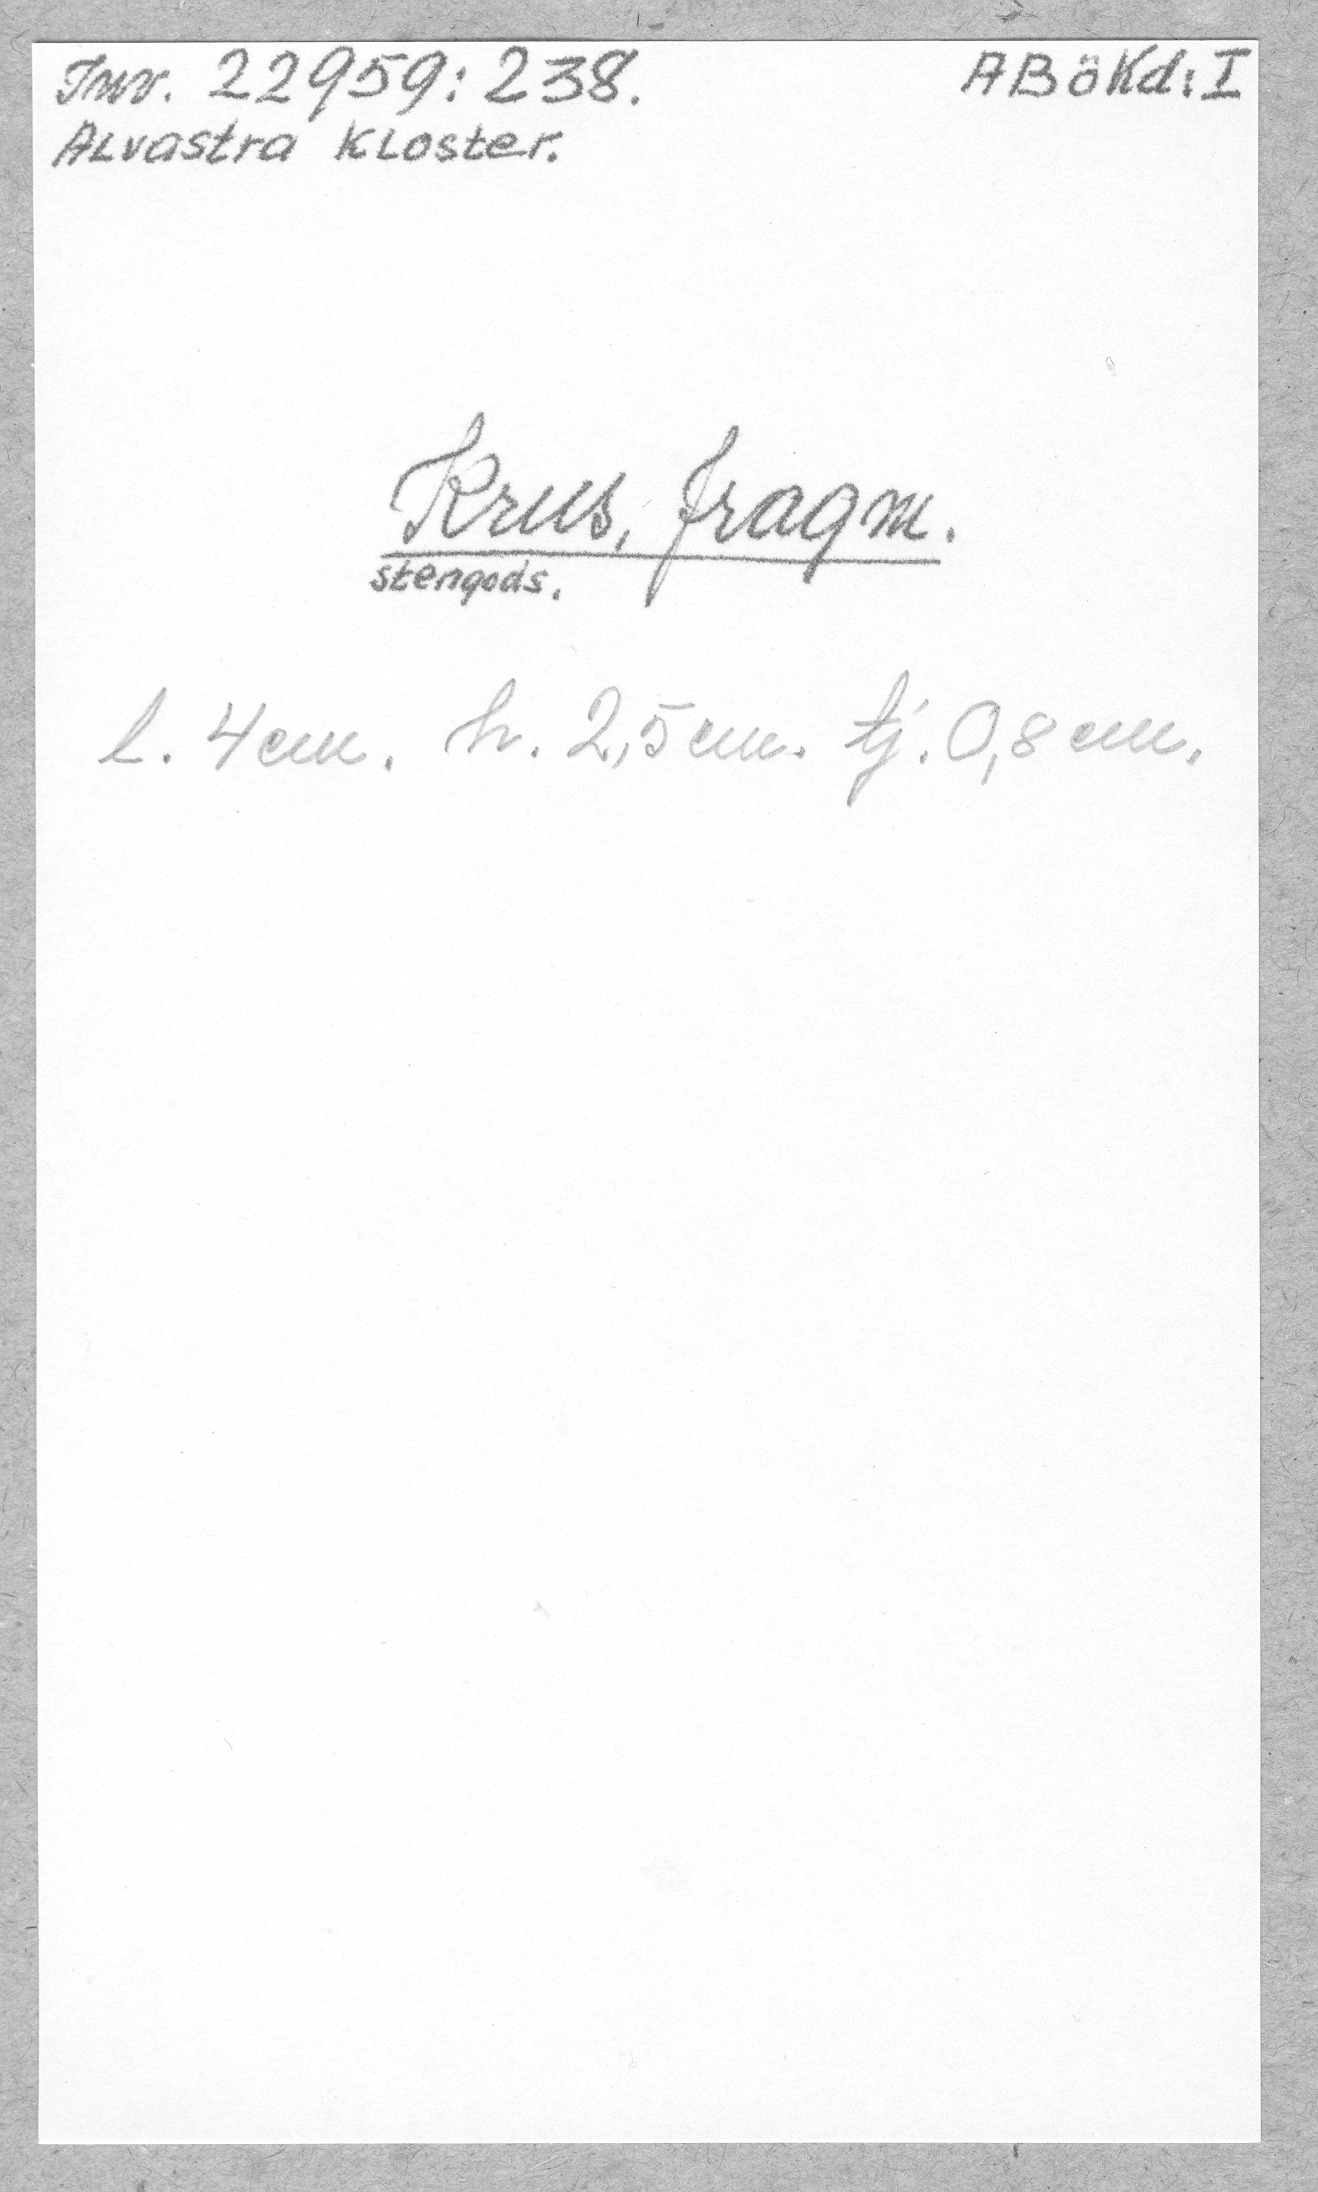 Inv. 22959:238. ABöKd:I
Alvastra Kloster.
Krus, fragm.
stengods.
l. 4 cm. h. 2,5 cm. tj. 0,8 cm.